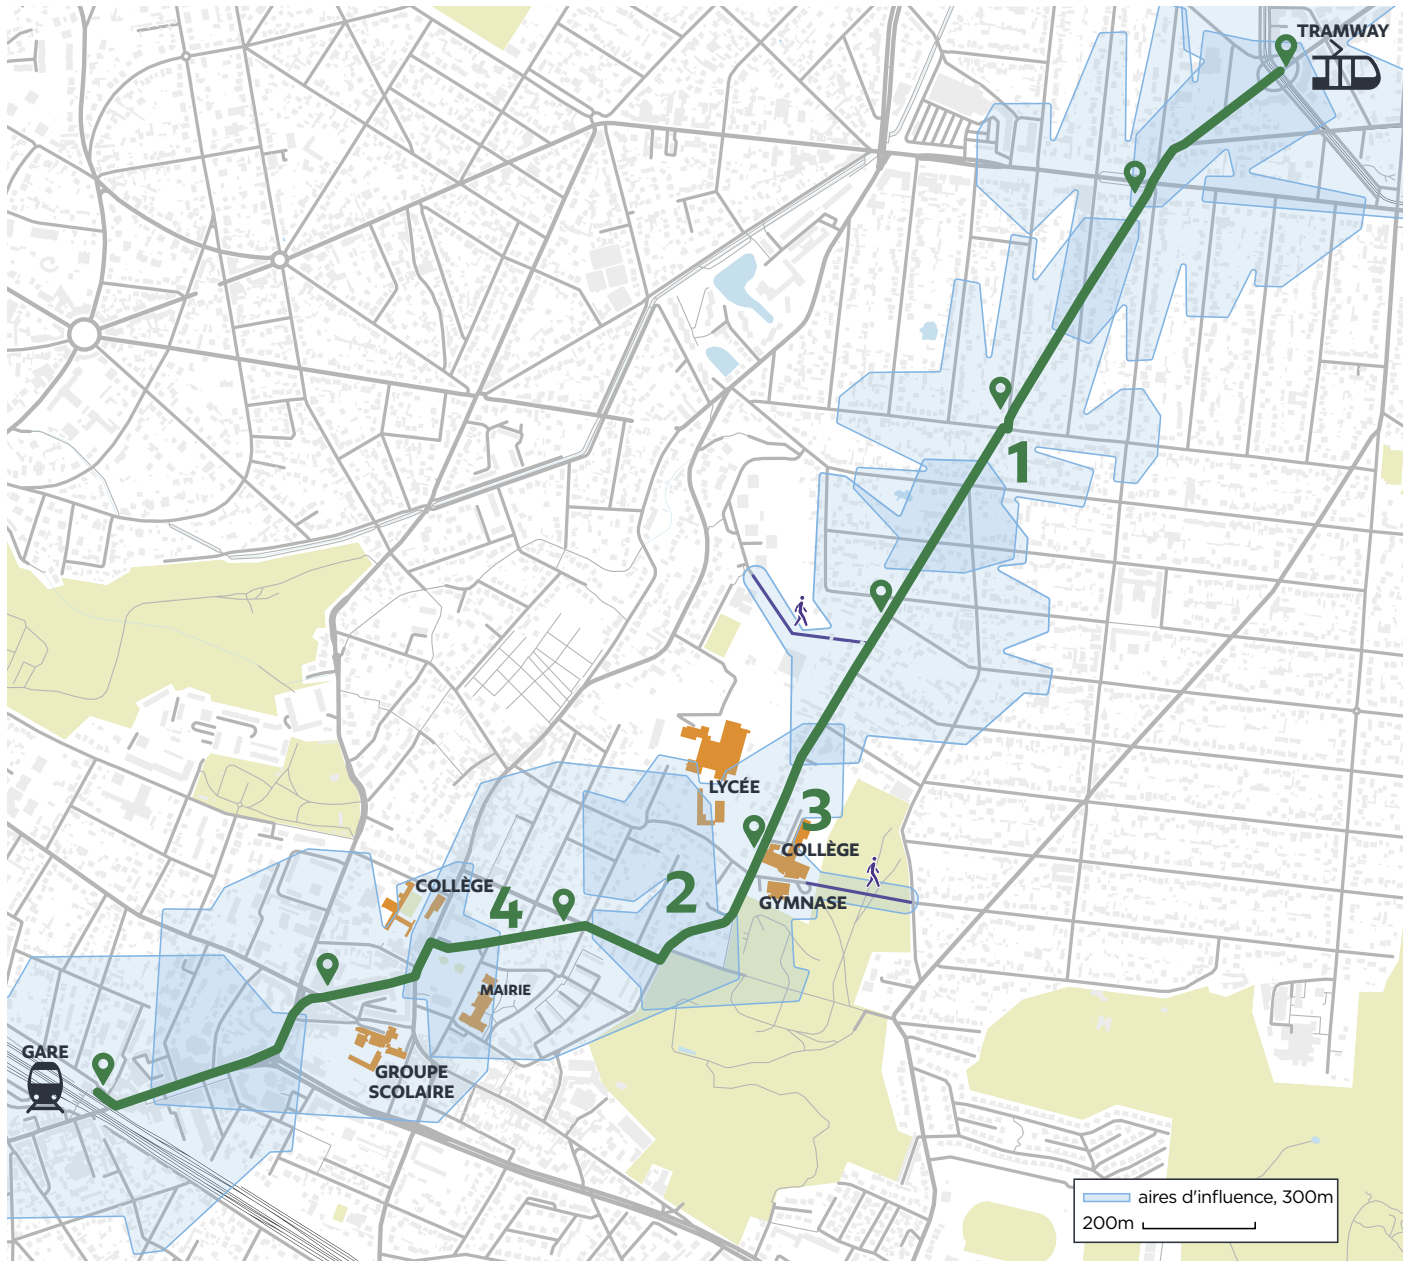 TRAMWAY
1
LYCÉE
3
COLLÈGE
GYMNASE
2
COLLÈGE
4
MAIRIE
GARE
GROUPE
SCOLAIRE
aires d'influence, 300m
200m